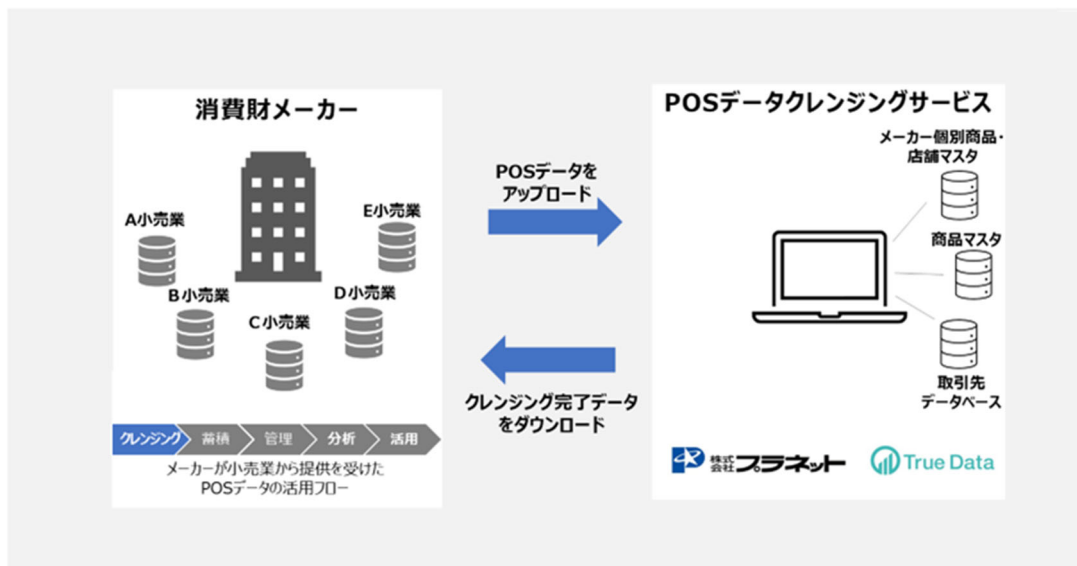 消費財メーカー
A小売業
B小売業
C小売業
D小売業
E小売業
クレンジング
蓄積
管理
分析
活用
メーカーが小売業から提供を受けた
POSデータの活用フロー
POSデータを
アップロード
クレンジング完了データ
をダウンロード
POSデータクレンジングサービス
メーカー個別商品・
店舗マスタ
商品マスタ
取引先
データベース
株式会社プラネット
True Data